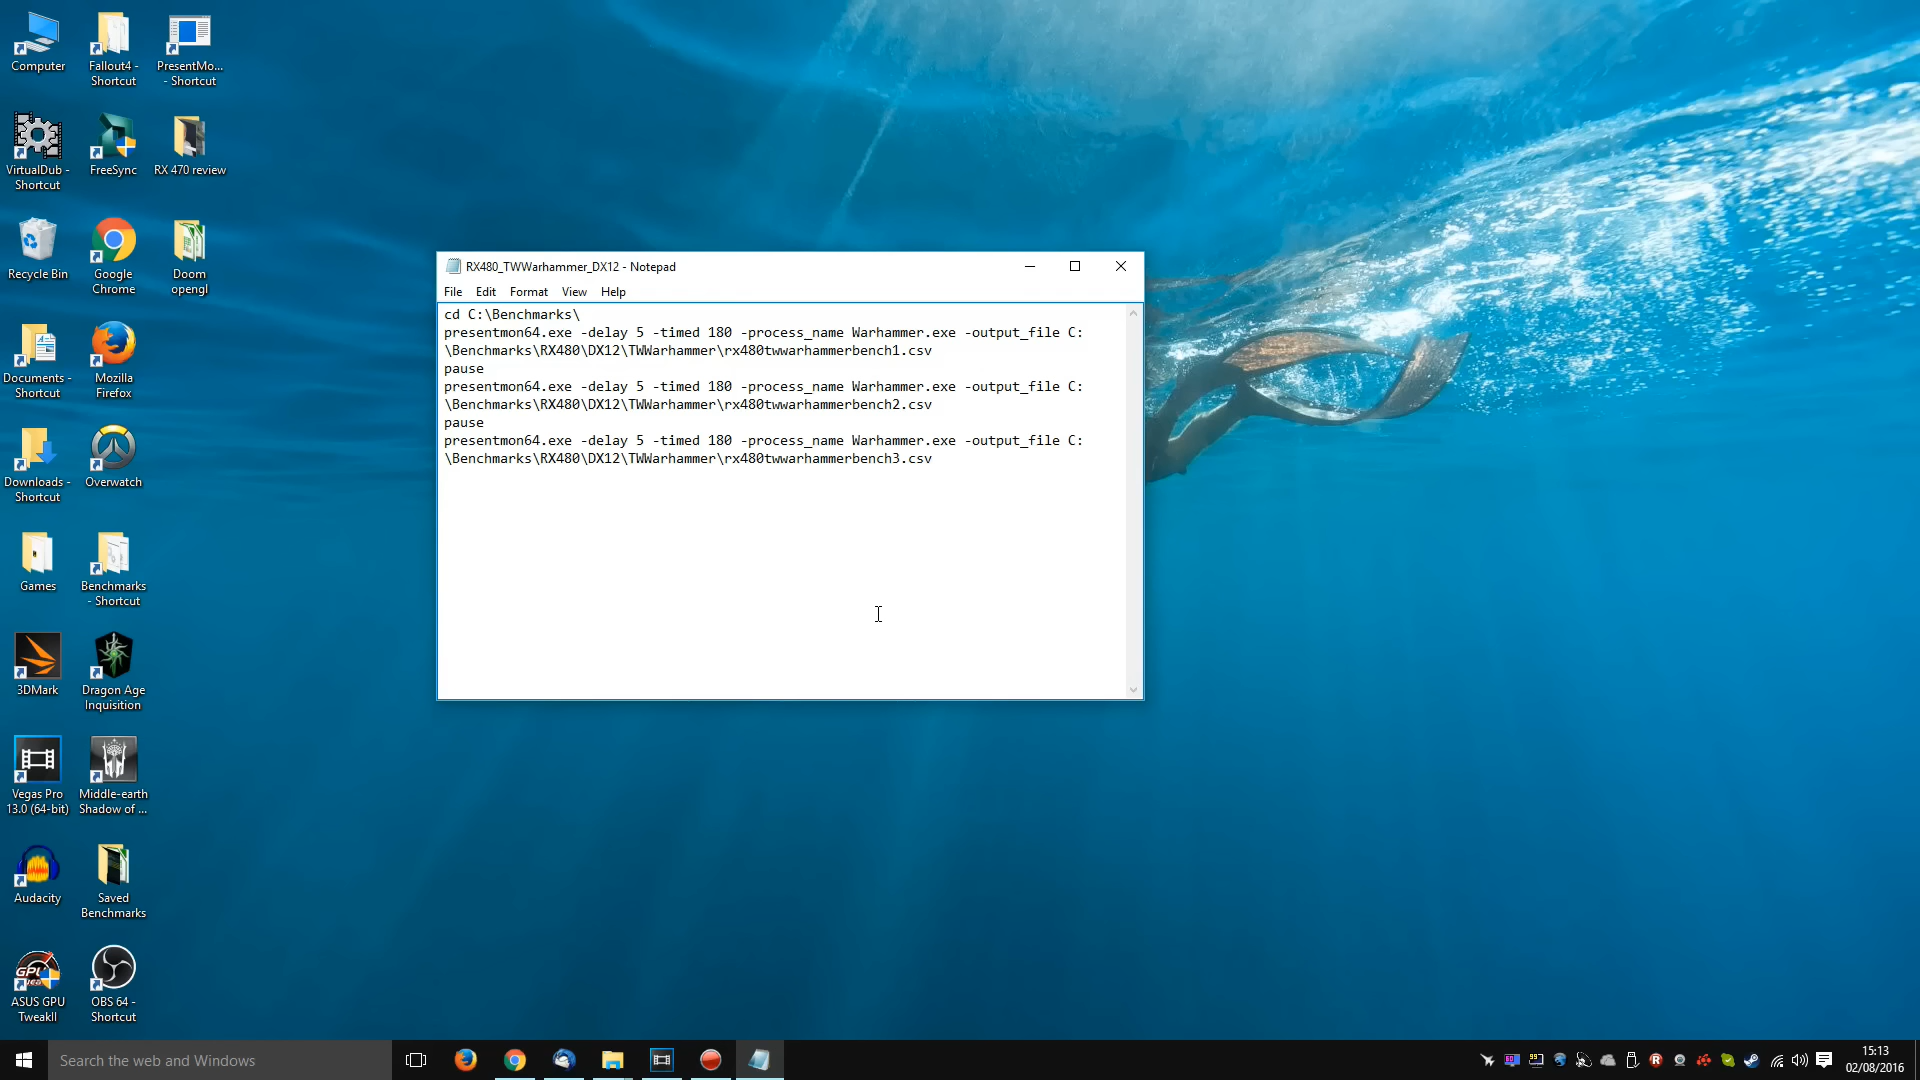 Computer
Fallout4 -
Shortcut
PresentMo...
- Shortcut
VirtualDub -
Shortcut
FreeSync
RX 470 review
Recycle Bin
Google
Chrome
Doom
opengl
Documents -
Shortcut
Mozilla
Firefox
Downloads -
Shortcut
Overwatch
Games
Benchmarks
- Shortcut
3DMark
Dragon Age
Inquisition
Vegas Pro
13.0 (64-bit)
Middle-earth
Shadow of ...
Audacity
Saved
Benchmarks
ASUS GPU
TweakII
OBS 64 -
Shortcut
RX480_TWWarhammer_DX12 - Notepad
File Edit Format View Help
cd C:\Benchmarks\
presentmon64.exe -delay 5 -timed 180 -process_name Warhammer.exe -output_file C:
\Benchmarks\RX480\DX12\TWWarhammer\rx480twwarhammerbench1.csv
pause
presentmon64.exe -delay 5 -timed 180 -process_name Warhammer.exe -output_file C:
\Benchmarks\RX480\DX12\TWWarhammer\rx480twwarhammerbench2.csv
pause
presentmon64.exe -delay 5 -timed 180 -process_name Warhammer.exe -output_file C:
\Benchmarks\RX480\DX12\TWWarhammer\rx480twwarhammerbench3.csv
Search the web and Windows
15:13
02/08/2016